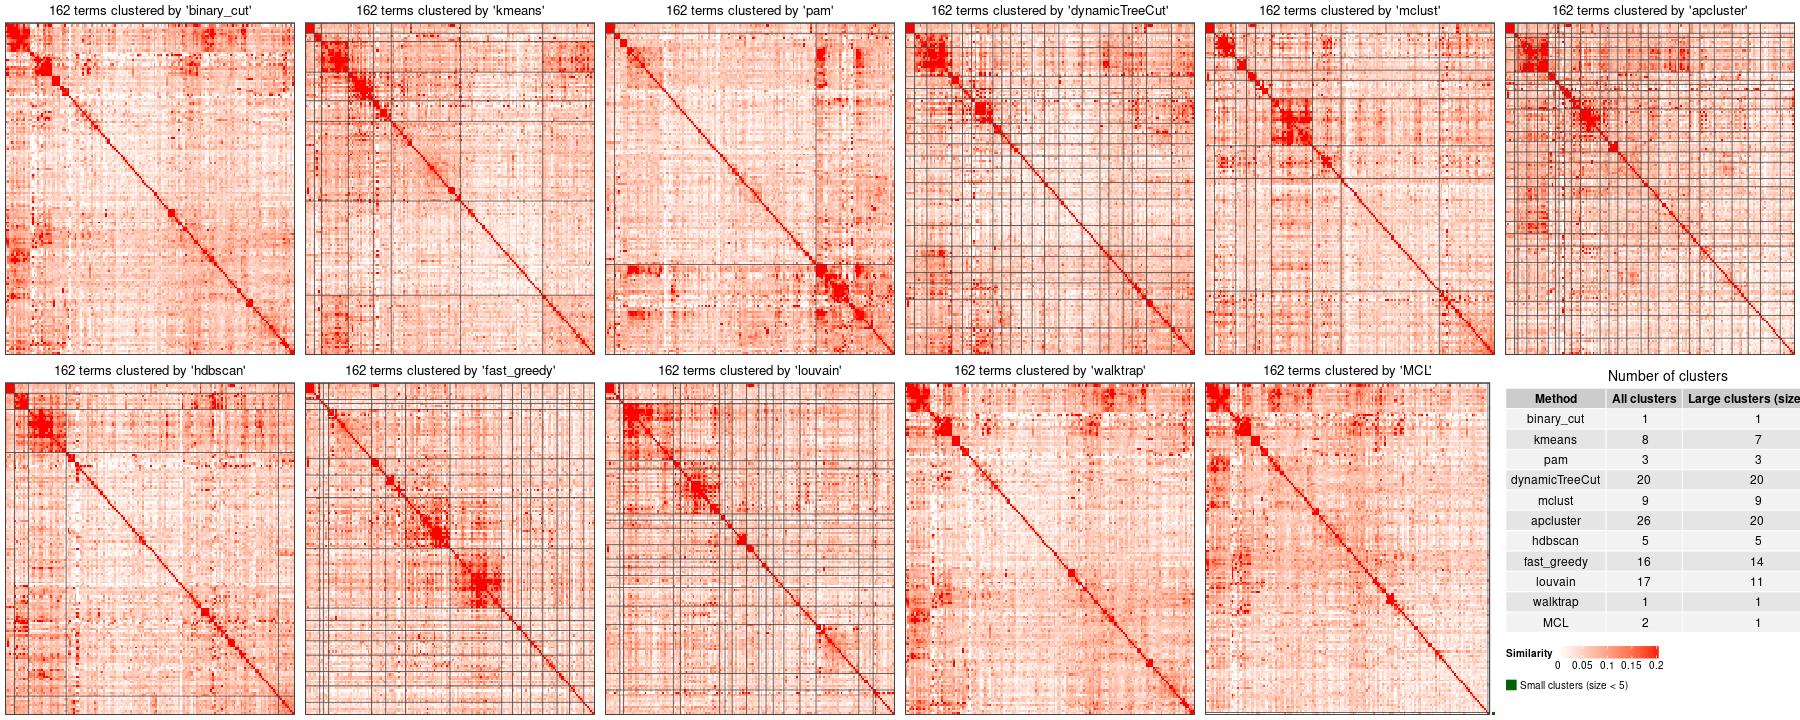 162 terms clustered by 'binary_cut'
162 terms clustered by 'kmeans'
162 terms clustered by 'pam'
162 terms clustered by 'dynamicTreeCut'
162 terms clustered by 'mclust'
162 terms clustered by 'apcluster'
162 terms clustered by 'hdbscan'
162 terms clustered by 'fast_greedy'
162 terms clustered by 'louvain'
162 terms clustered by 'walktrap'
162 terms clustered by 'MCL'
Number of clusters
Method All clusters Large clusters (size
binary_cut 1 1
kmeans 8 7
pam 3 3
dynamicTreeCut 20 20
mclust 9 9
apcluster 26 20
hdbscan 5 5
fast_greedy 16 14
louvain 17 11
walktrap 1 1
MCL 2 1
Similarity
0 0.05 0.1 0.15 0.2
Small clusters (size < 5)